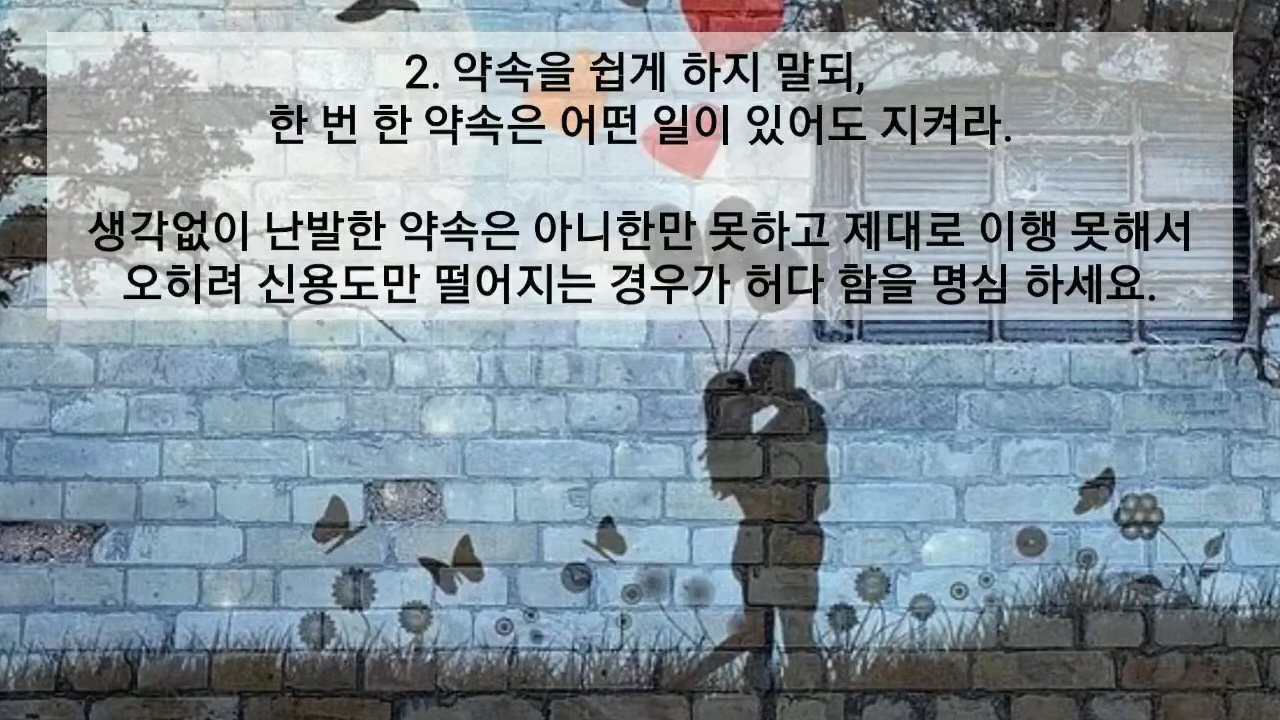 2. 약속을 쉽게 하지 말되,
한 번 한 약속은 어떤 일이 있어도 지켜라.
생각없이 난발한 약속은 아니한만 못하고 제대로 이행 못해서
오히려 신용도만 떨어지는 경우가 허다 함을 명심 하세요.